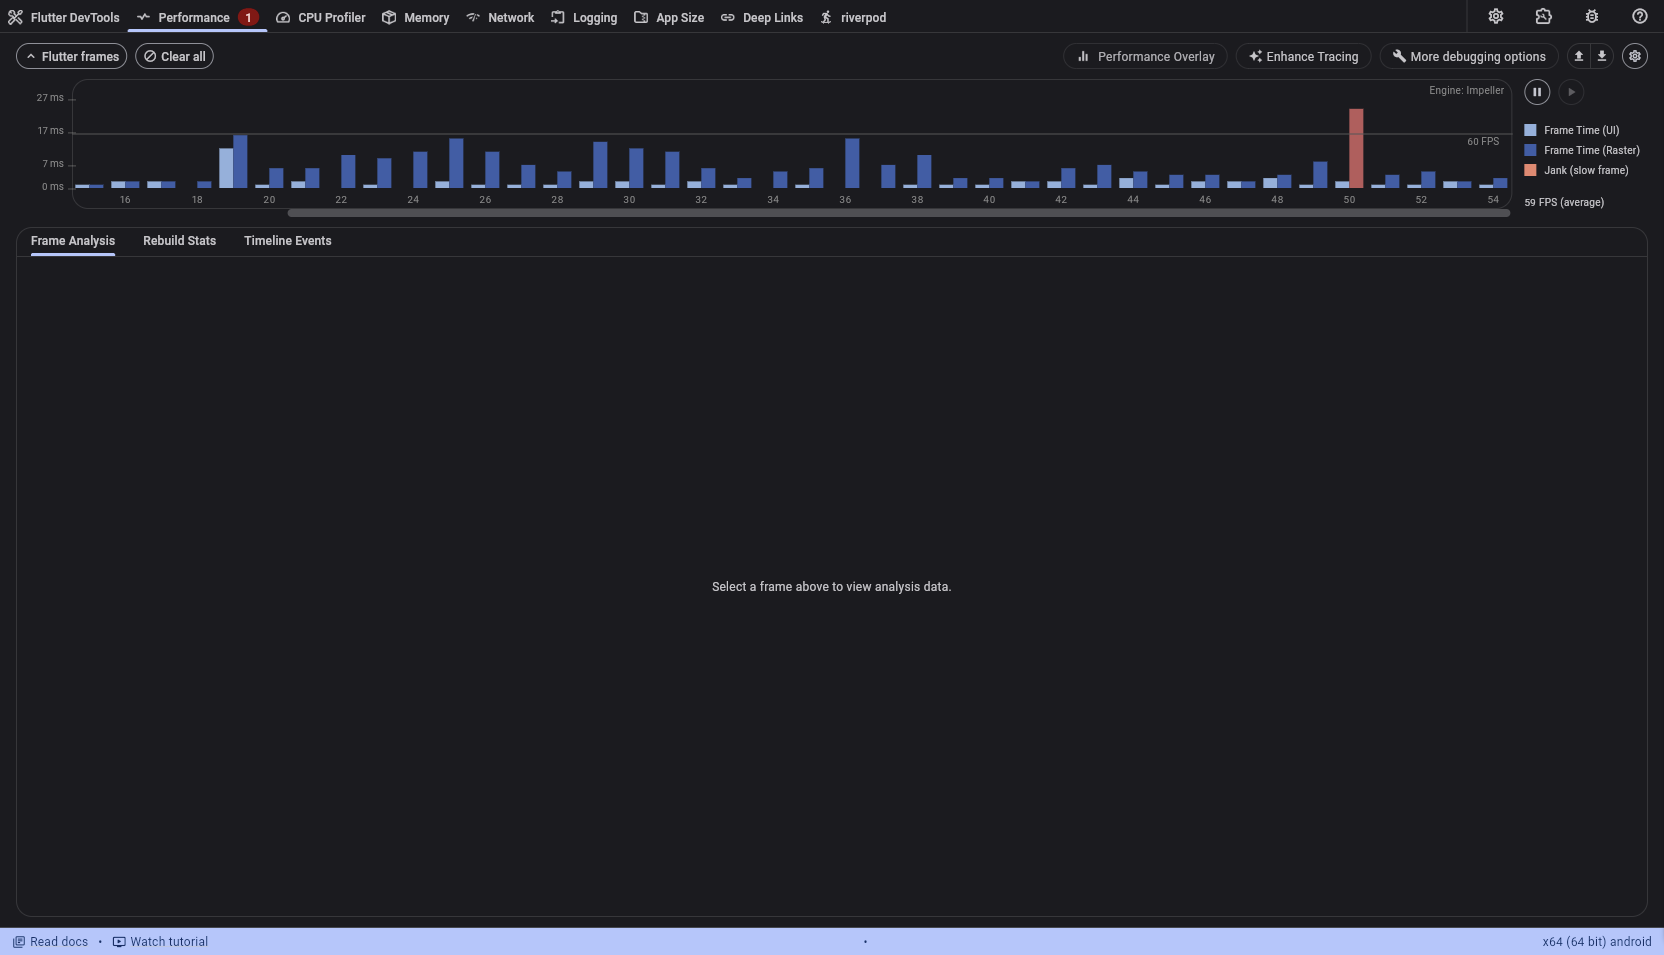 Flutter DevTools Performance 1 CPU Profiler Memory Network Logging App Size Deep Links riverpod
Flutter frames Clear all Performance Overlay Enhance Tracing More debugging options
Engine: Impeller
27 ms
17 ms
7 ms
0 ms
60 FPS
16 18 20 22 24 26 28 30 32 34 36 38 40 42 44 46 48 50 52 54
Frame Time (UI)
Frame Time (Raster)
Jank (slow frame)
59 FPS (average)
Frame Analysis Rebuild Stats Timeline Events
Select a frame above to view analysis data.
Read docs • Watch tutorial • x64 (64 bit) android